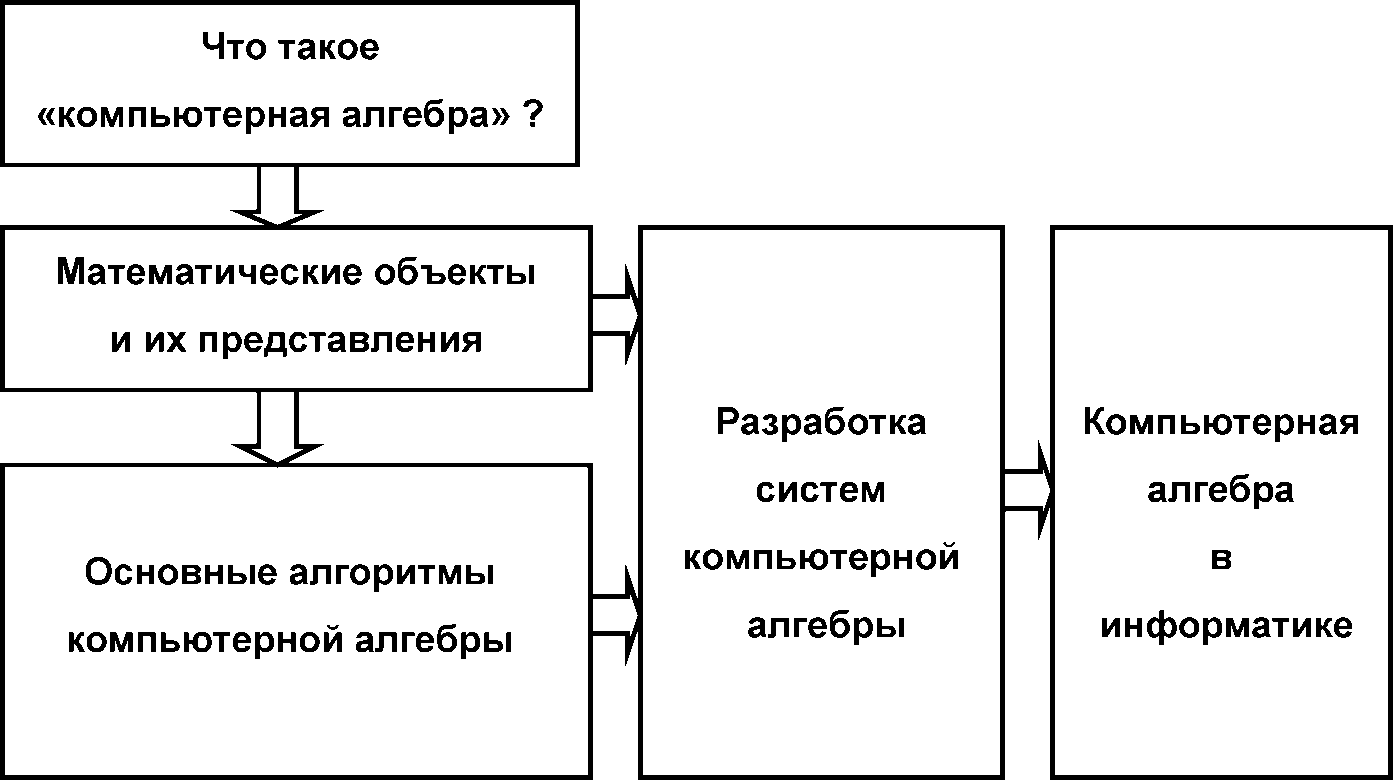 Что такое
«компьютерная алгебра» ?
Математические объекты
и их представления
Основные алгоритмы
компьютерной алгебры
Разработка
систем
компьютерной
алгебры
Компьютерная
алгебра
в
информатике